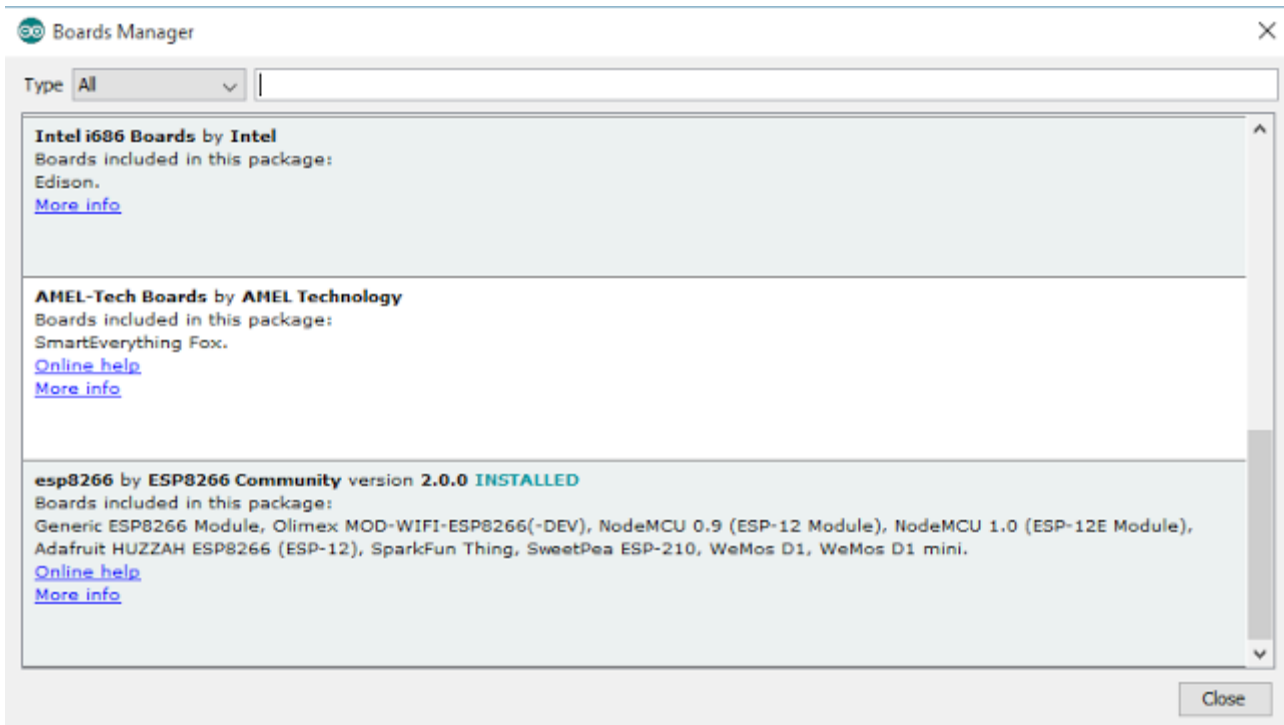 Boards Manager
Type All
Intel i686 Boards by Intel
Boards included in this package:
Edison.
More info
AMEL-Tech Boards by AMEL Technology
Boards included in this package:
SmartEverything Fox.
Online help
More info
esp8266 by ESP8266 Community version 2.0.0 INSTALLED
Boards included in this package:
Generic ESP8266 Module, Olimex MOD-WIFI-ESP8266(-DEV), NodeMCU 0.9 (ESP-12 Module), NodeMCU 1.0 (ESP-12E Module),
Adafruit HUZZAH ESP8266 (ESP-12), SparkFun Thing, SweetPea ESP-210, WeMos D1, WeMos D1 mini.
Online help
More info
Close